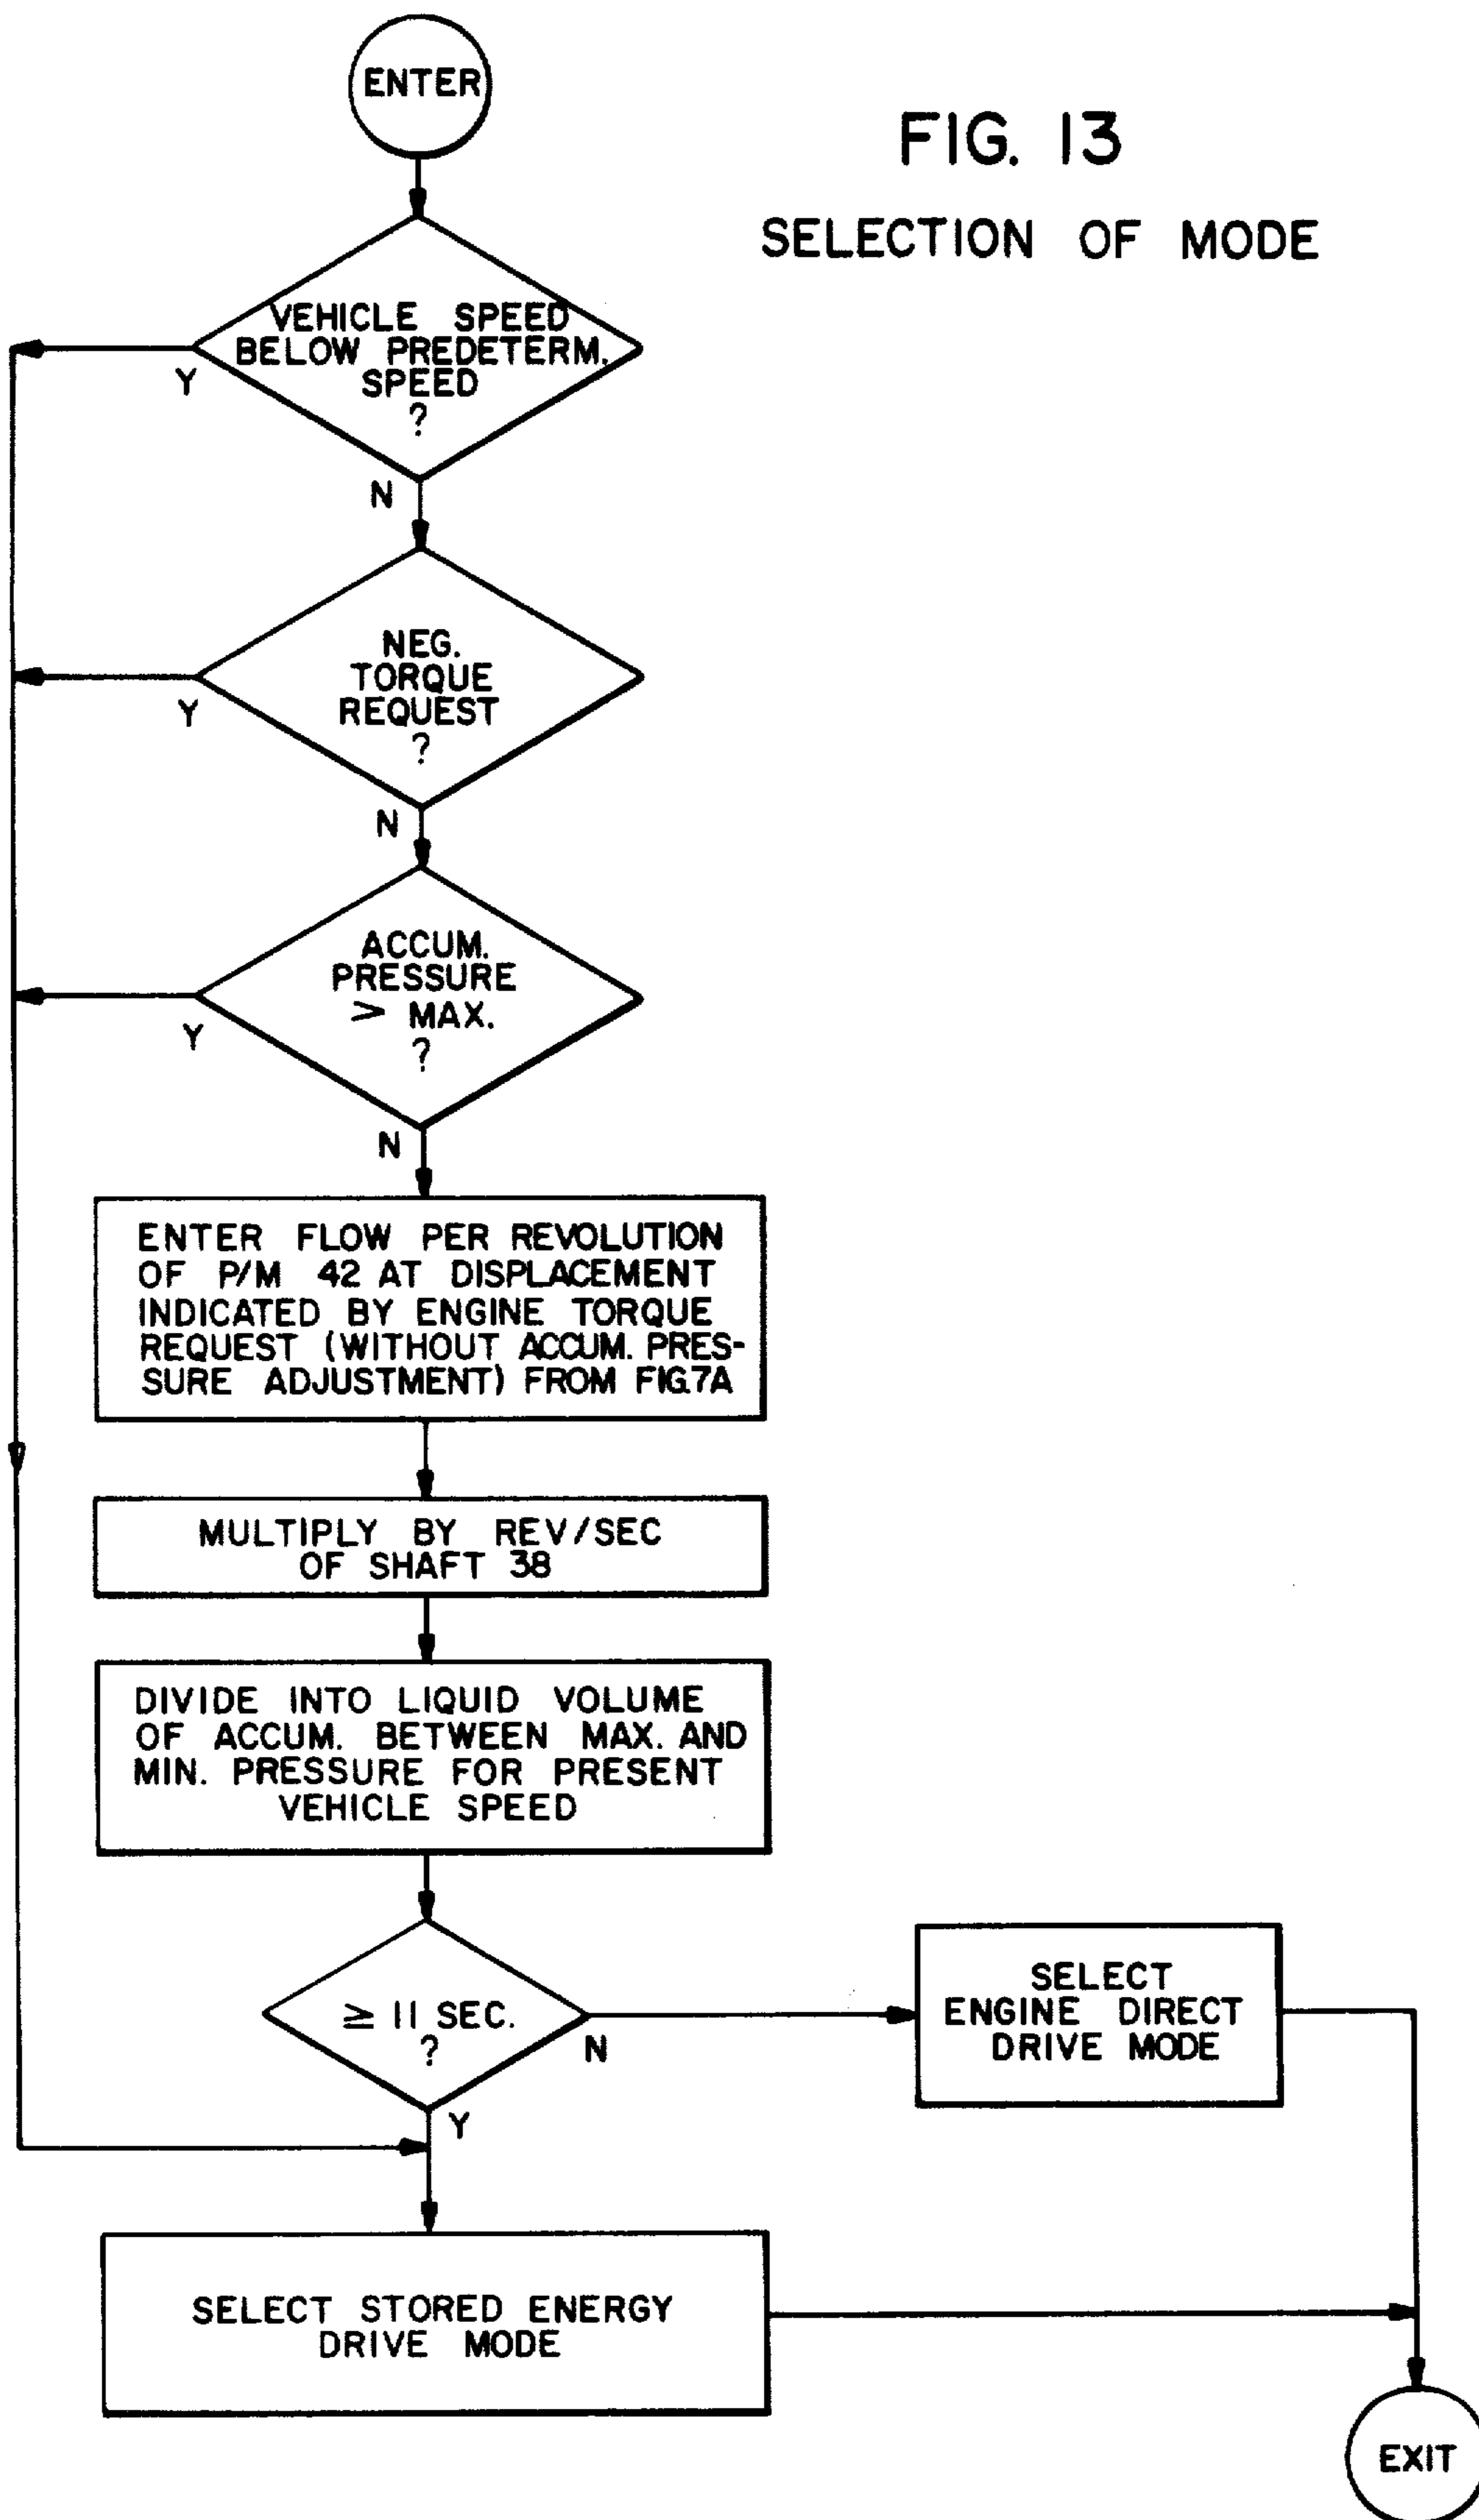 ENTER
FIG. 13
SELECTION OF MODE
VEHICLE SPEED
BELOW PREDETERM.
SPEED
?
Y
N
NEG.
TORQUE
REQUEST
?
Y
N
ACCUM.
PRESSURE
> MAX.
?
Y
N
ENTER FLOW PER REVOLUTION
OF P/M 42 AT DISPLACEMENT
INDICATED BY ENGINE TORQUE
REQUEST (WITHOUT ACCUM. PRES-
SURE ADJUSTMENT) FROM FIG.7A
MULTIPLY BY REV/SEC
OF SHAFT 38
DIVIDE INTO LIQUID VOLUME
OF ACCUM. BETWEEN MAX. AND
MIN. PRESSURE FOR PRESENT
VEHICLE SPEED
≥ 11 SEC.
?
N
Y
SELECT
ENGINE DIRECT
DRIVE MODE
SELECT STORED ENERGY
DRIVE MODE
EXIT